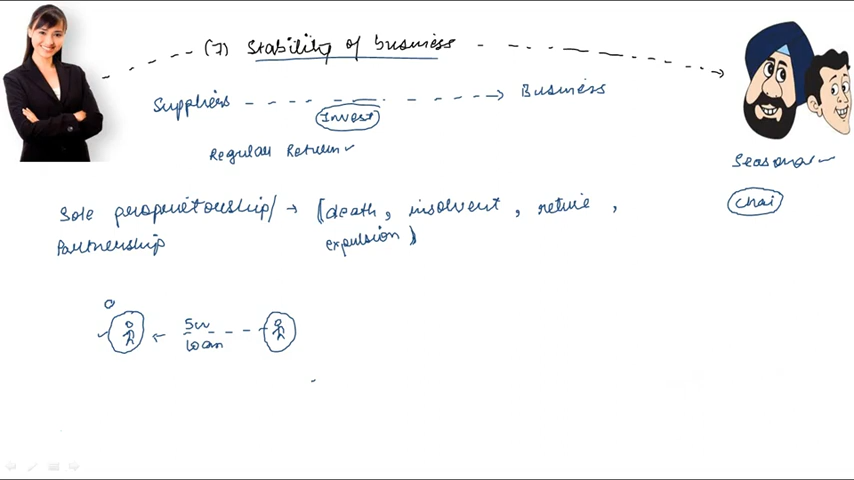 (7) Stability of business
Suppliers Business
Invest
Regular Return
Seasonal
Sole proprietorship/ → (death, insolvent, retire,
Partnership expulsion)
chai
loan